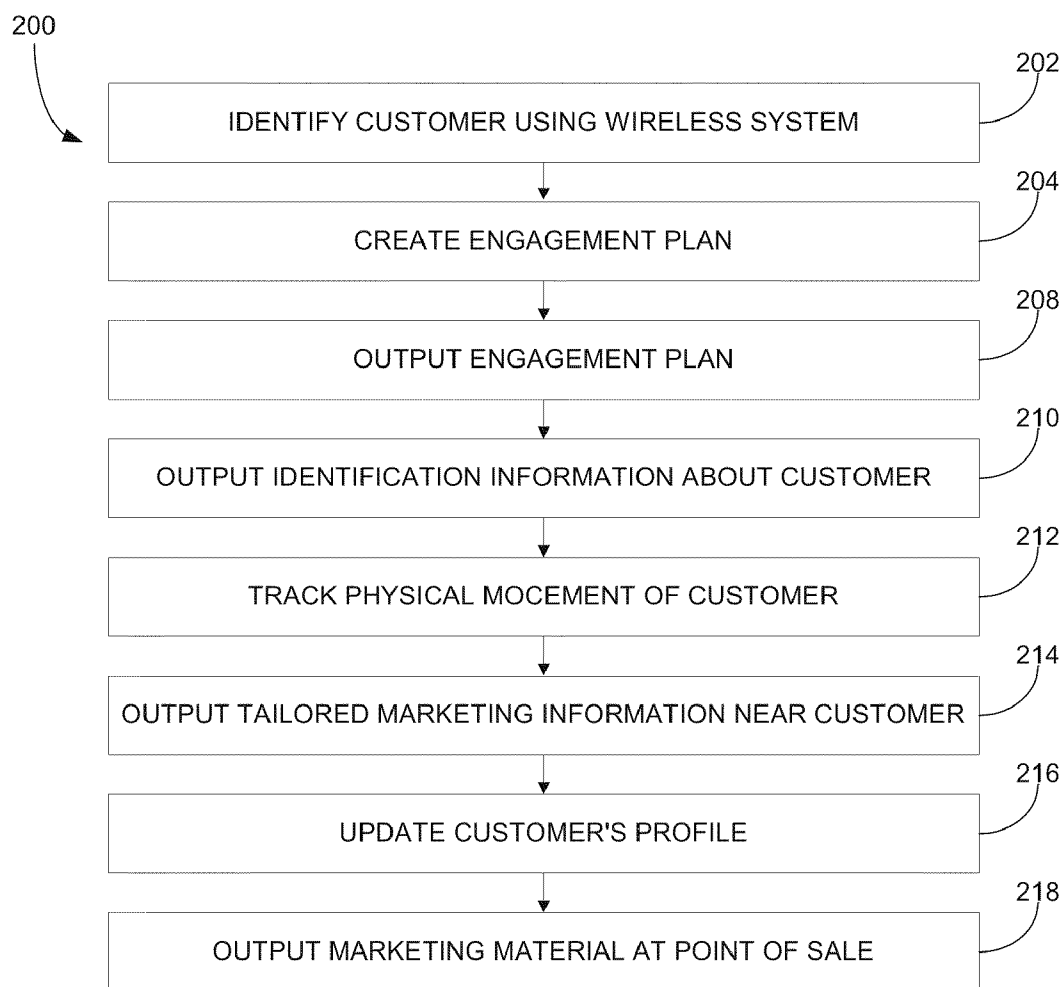 200
202
IDENTIFY CUSTOMER USING WIRELESS SYSTEM
204
CREATE ENGAGEMENT PLAN
208
OUTPUT ENGAGEMENT PLAN
210
OUTPUT IDENTIFICATION INFORMATION ABOUT CUSTOMER
212
TRACK PHYSICAL MOCEMENT OF CUSTOMER
214
OUTPUT TAILORED MARKETING INFORMATION NEAR CUSTOMER
216
UPDATE CUSTOMER'S PROFILE
218
OUTPUT MARKETING MATERIAL AT POINT OF SALE